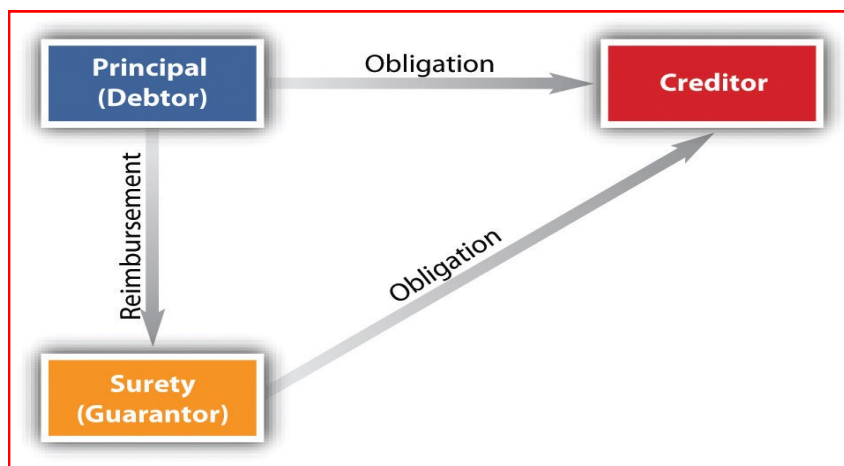 Principal
(Debtor)
Obligation
Creditor
Reimbursement
Obligation
Surety
(Guarantor)